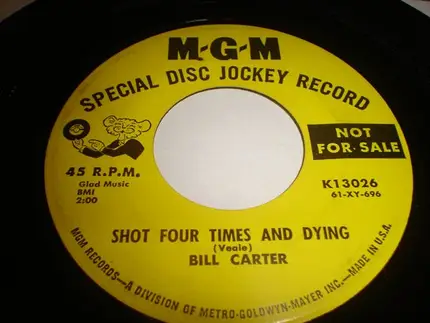 M-G-M
SPECIAL DISC JOCKEY RECORD
45 R.P.M.
Glad Music
BMI
2:00
NOT
FOR·SALE
K13026
61-XY-696
SHOT FOUR TIMES AND DYING
(Veale)
BILL CARTER
MGM RECORDS—A DIVISION OF METRO-GOLDWYN-MAYER INC.—MADE IN U.S.A.